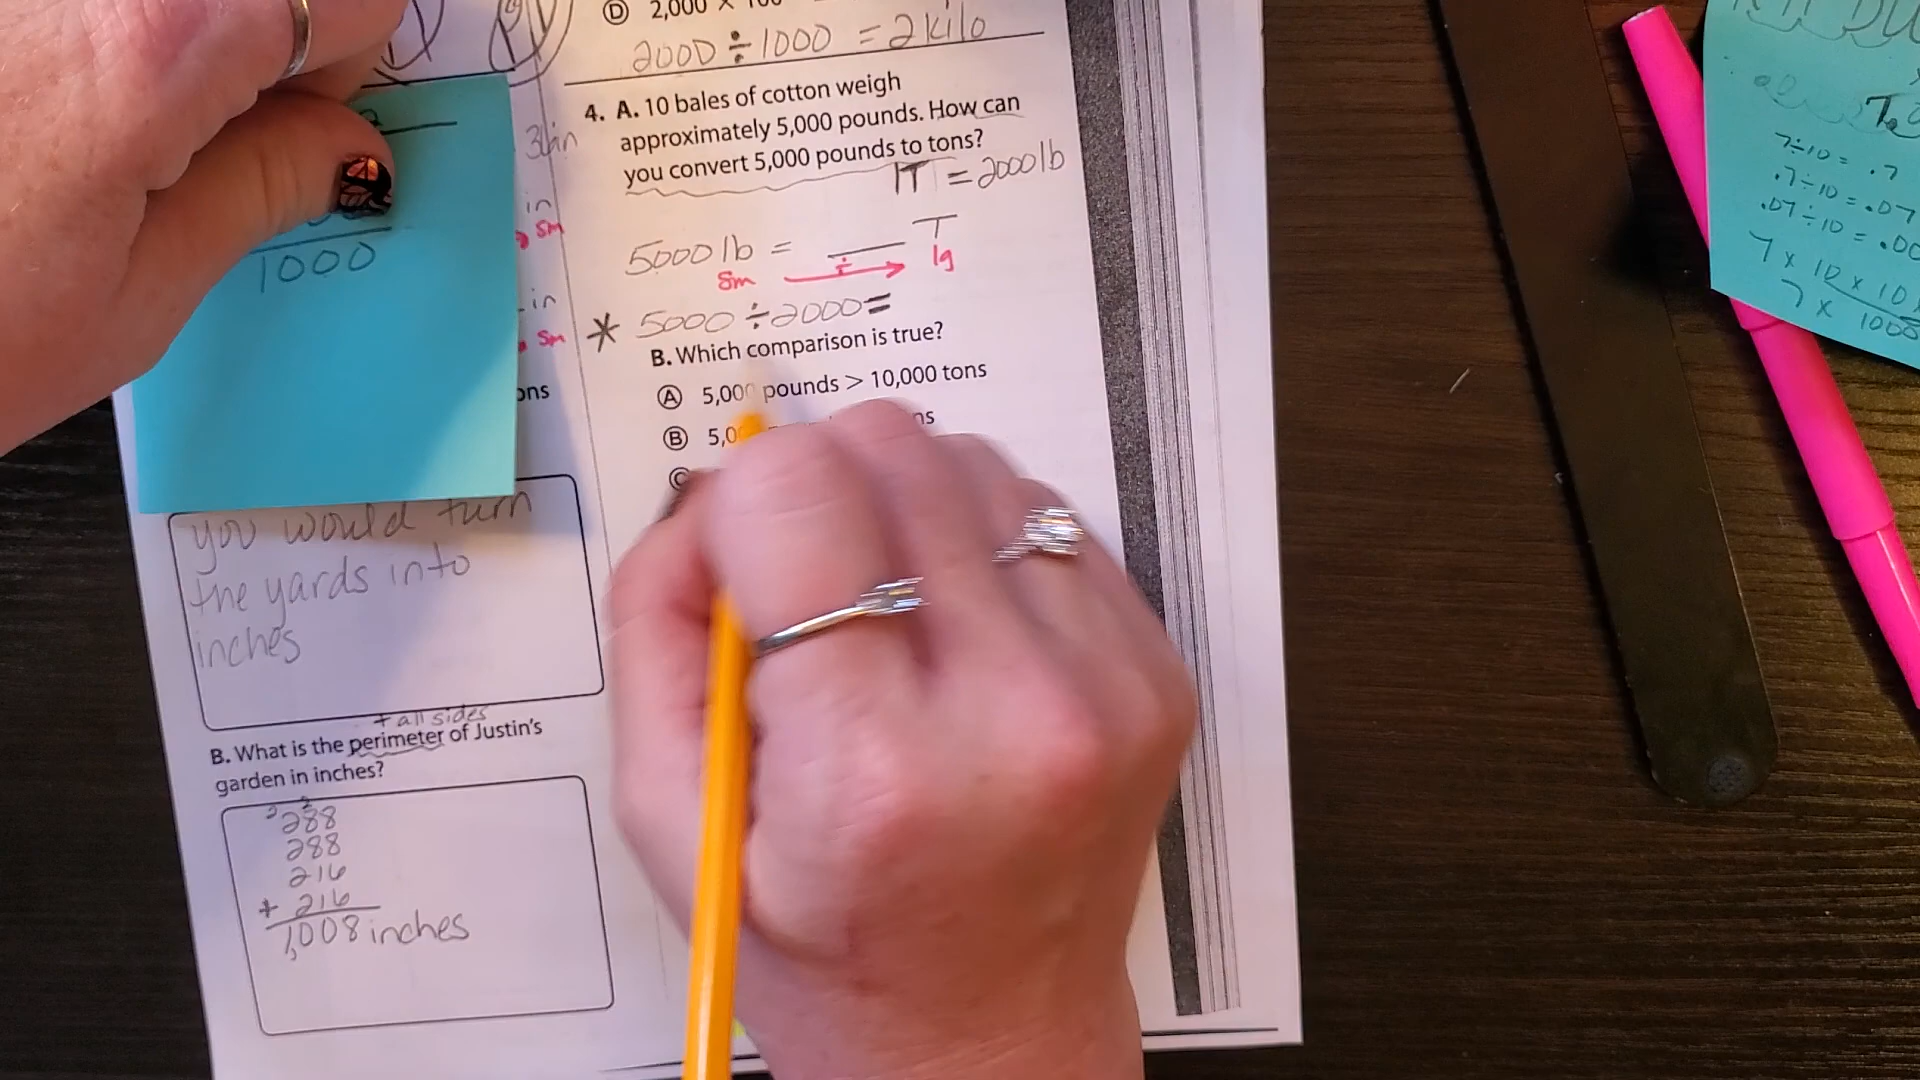 Ⓓ 2,000 ×
2000 ÷ 1000 = 2 kilo
4. A. 10 bales of cotton weigh
approximately 5,000 pounds. How can
you convert 5,000 pounds to tons?
1T = 2000 lb
5000 lb = ___ T
sm ÷ lg
* 5000 ÷ 2000 =
B. Which comparison is true?
Ⓐ 5,000 pounds > 10,000 tons
Ⓑ
1000
in
sm
in
sm
you would turn
the yards into
inches
+ all sides
B. What is the perimeter of Justin's
garden in inches?
288
288
216
+ 216
1,008 inches
7÷10 = .7
.7÷10 = .07
.07÷10 =
7 × 10 × 10
7 × 1000